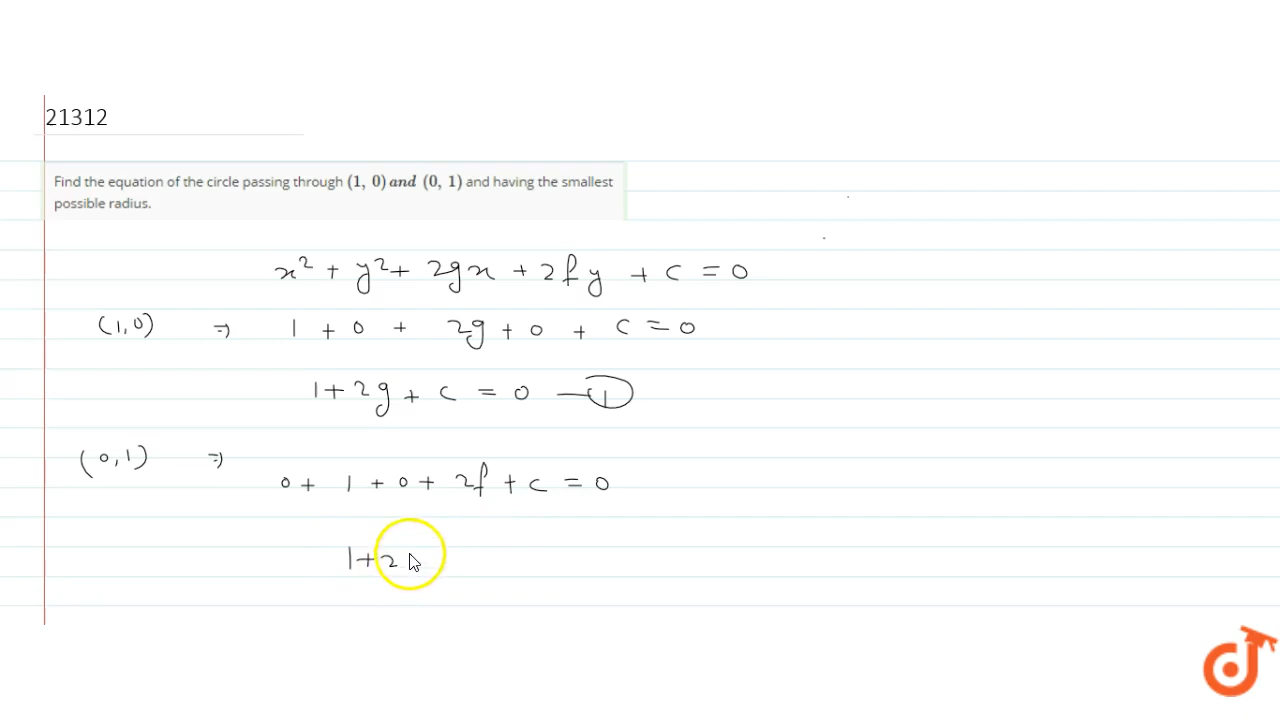 21312
Find the equation of the circle passing through (1, 0) and (0, 1) and having the smallest
possible radius.
x² + y² + 2gx + 2fy + c = 0
(1,0) ⇒ 1 + 0 + 2g + 0 + c = 0
1 + 2g + c = 0 — ①
(0,1) ⇒
0 + 1 + 0 + 2f + c = 0
1 + 2